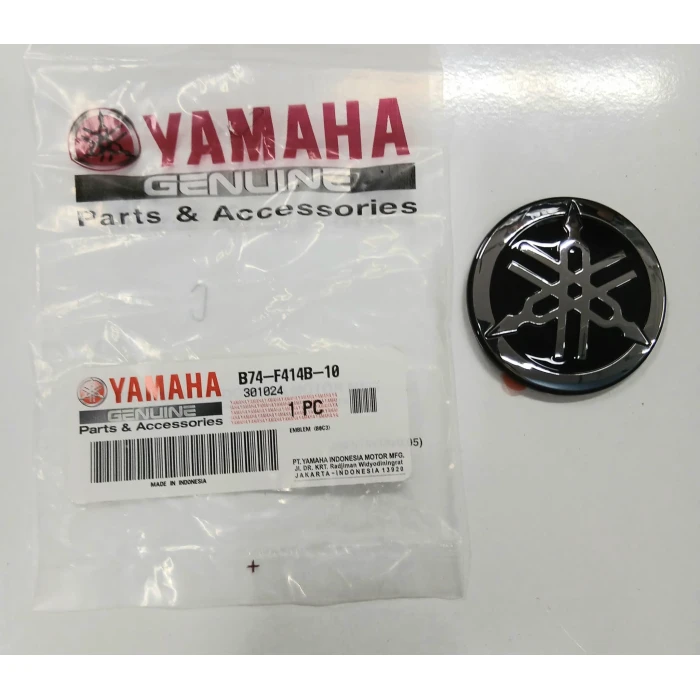 YAMAHA
GENUINE
Parts & Accessories
YAMAHA
GENUINE
Parts & Accessories
B74-F414B-10
301024
1 PC
EMBLEM (B8C3)
MADE IN INDONESIA
PT. YAMAHA INDONESIA MOTOR MFG.
JL. DR. KRT. Radjiman Widyodiningrat
JAKARTA-INDONESIA 13920